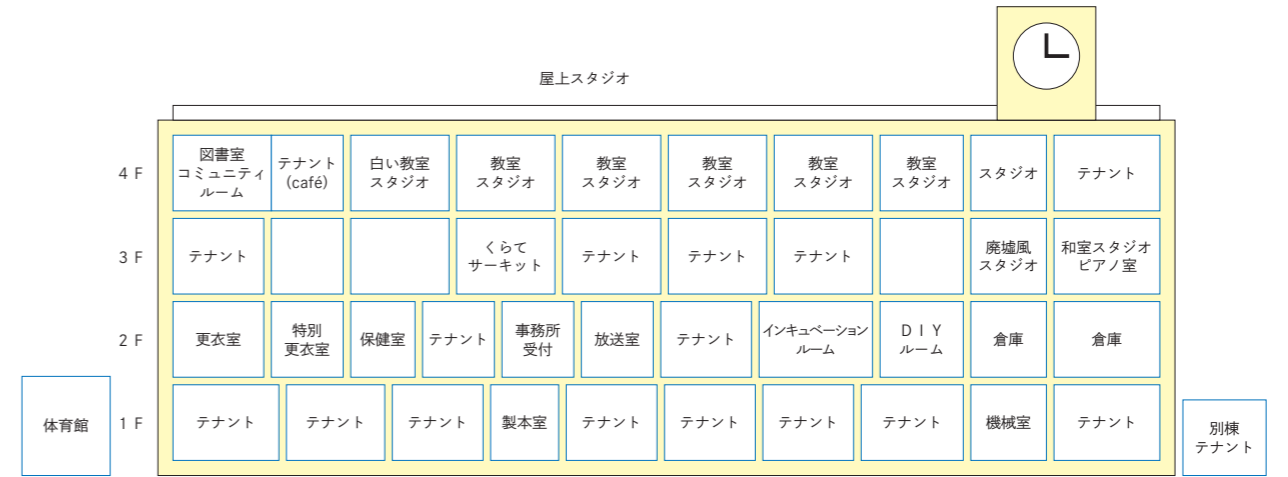 屋上スタジオ
4 F
図書室
コミュニティ
ルーム
テナント
(café)
白い教室
スタジオ
教室
スタジオ
教室
スタジオ
教室
スタジオ
教室
スタジオ
教室
スタジオ
スタジオ
テナント
3 F
テナント
くらて
サーキット
テナント
テナント
テナント
廃墟風
スタジオ
和室スタジオ
ピアノ室
2 F
更衣室
特別
更衣室
保健室
テナント
事務所
受付
放送室
テナント
インキュベーション
ルーム
ＤＩＹ
ルーム
倉庫
倉庫
体育館
1 F
テナント
テナント
テナント
製本室
テナント
テナント
テナント
テナント
機械室
テナント
別棟
テナント